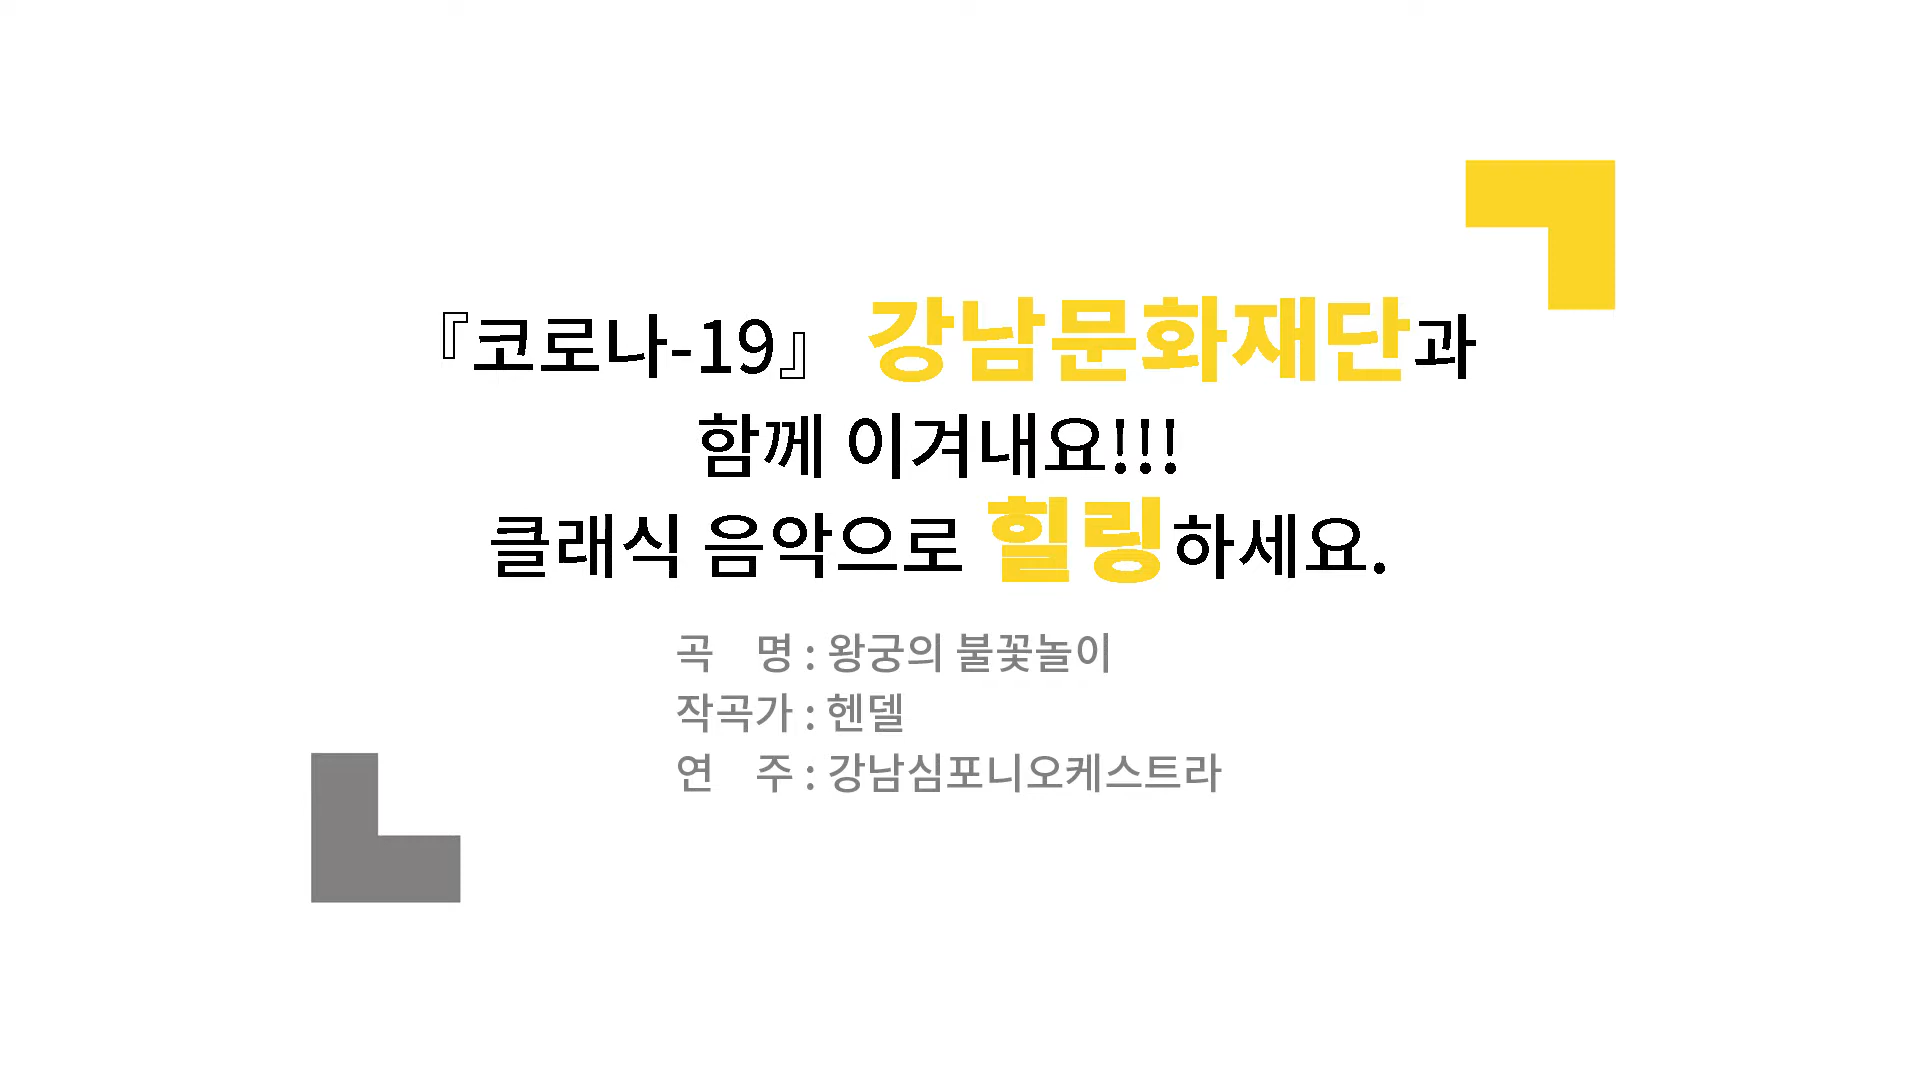 『코로나-19』 강남문화재단과
함께 이겨내요!!!
클래식 음악으로 힐링하세요.
곡 명 : 왕궁의 불꽃놀이
작곡가 : 헨델
연 주 : 강남심포니오케스트라